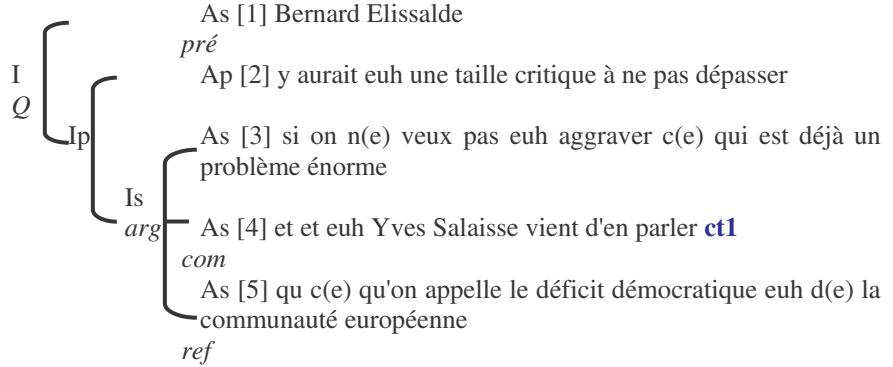 As [1] Bernard Elissalde
pré
I
Ap [2] y aurait euh une taille critique à ne pas dépasser
Q
Ip
As [3] si on n(e) veux pas euh aggraver c(e) qui est déjà un
problème énorme
Is
arg
As [4] et et euh Yves Salaisse vient d'en parler ct1
com
As [5] qu c(e) qu'on appelle le déficit démocratique euh d(e) la
communauté européenne
ref